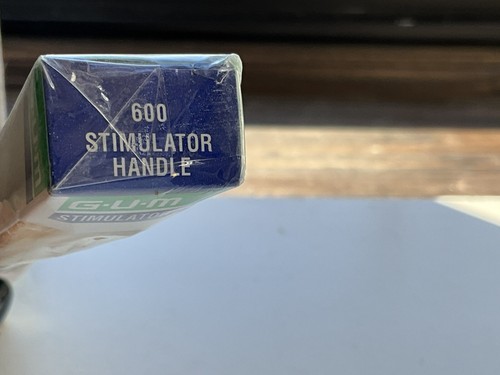 600
STIMULATOR
HANDLE
G·U·M
STIMULATOR